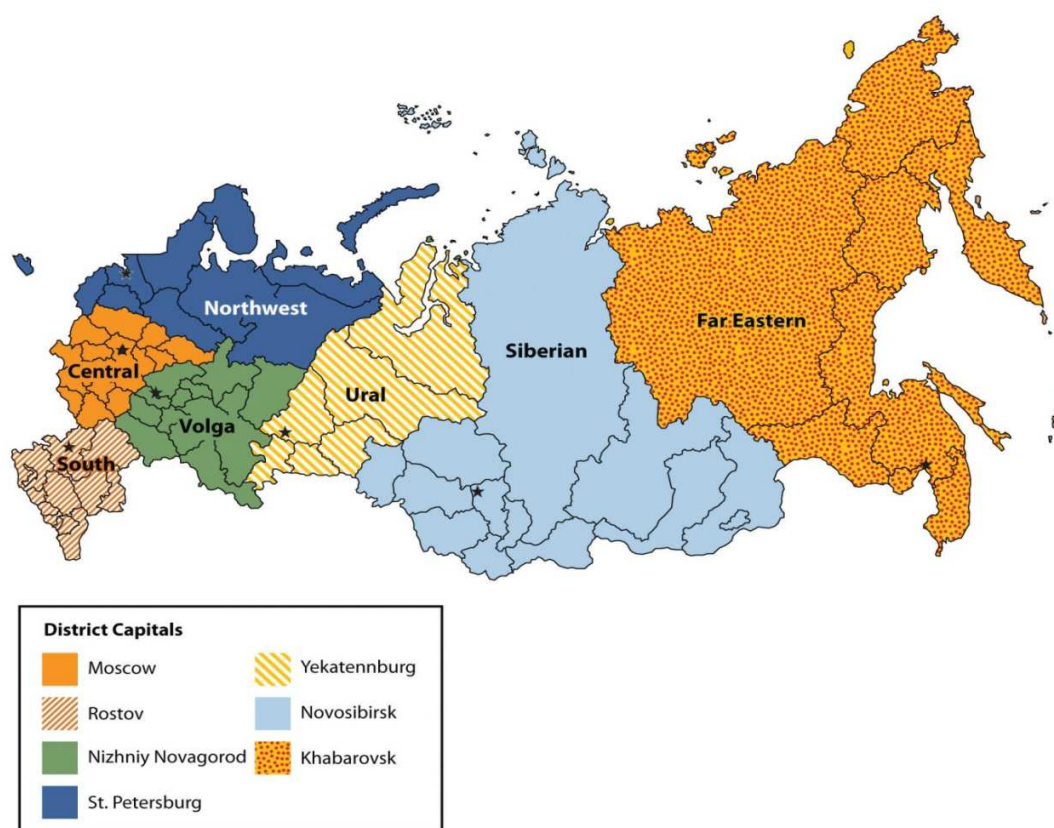 Northwest
Far Eastern
Siberian
Central
Ural
Volga
South
District Capitals
Moscow
Rostov
Nizhniy Novagorod
St. Petersburg
Yekatennburg
Novosibirsk
Khabarovsk